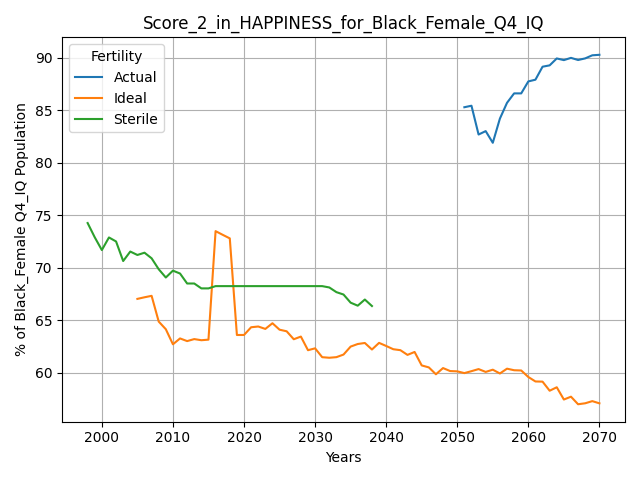 Score_2_in_HAPPINESS_for_Black_Female_Q4_IQ
% of Black_Female Q4_IQ Population
Fertility
Actual
Ideal
Sterile
90
85
80
75
70
65
60
2000 2010 2020 2030 2040 2050 2060 2070
Years